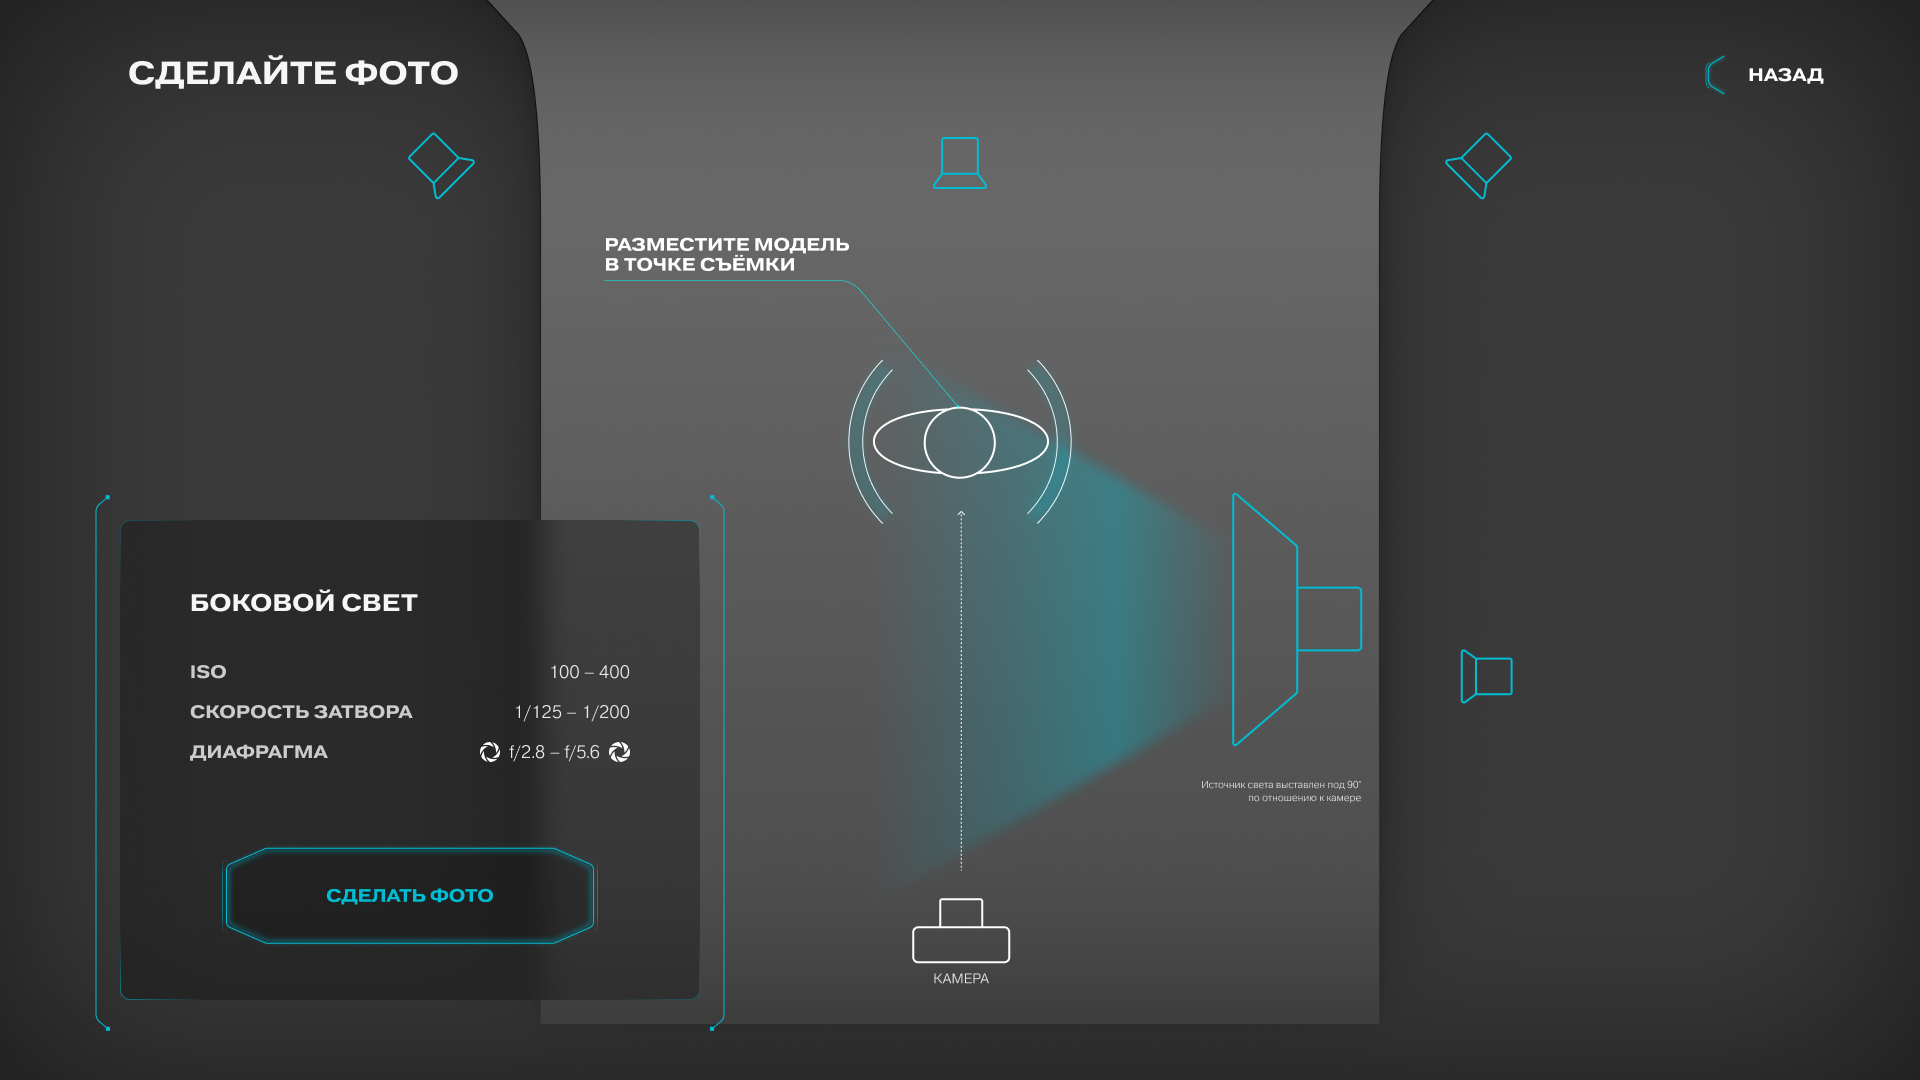 СДЕЛАЙТЕ ФОТО
НАЗАД
РАЗМЕСТИТЕ МОДЕЛЬ
В ТОЧКЕ СЪЁМКИ
БОКОВОЙ СВЕТ
ISO 100 – 400
СКОРОСТЬ ЗАТВОРА 1/125 – 1/200
ДИАФРАГМА f/2.8 – f/5.6
СДЕЛАТЬ ФОТО
Источник света выставлен под 90°
по отношению к камере
КАМЕРА